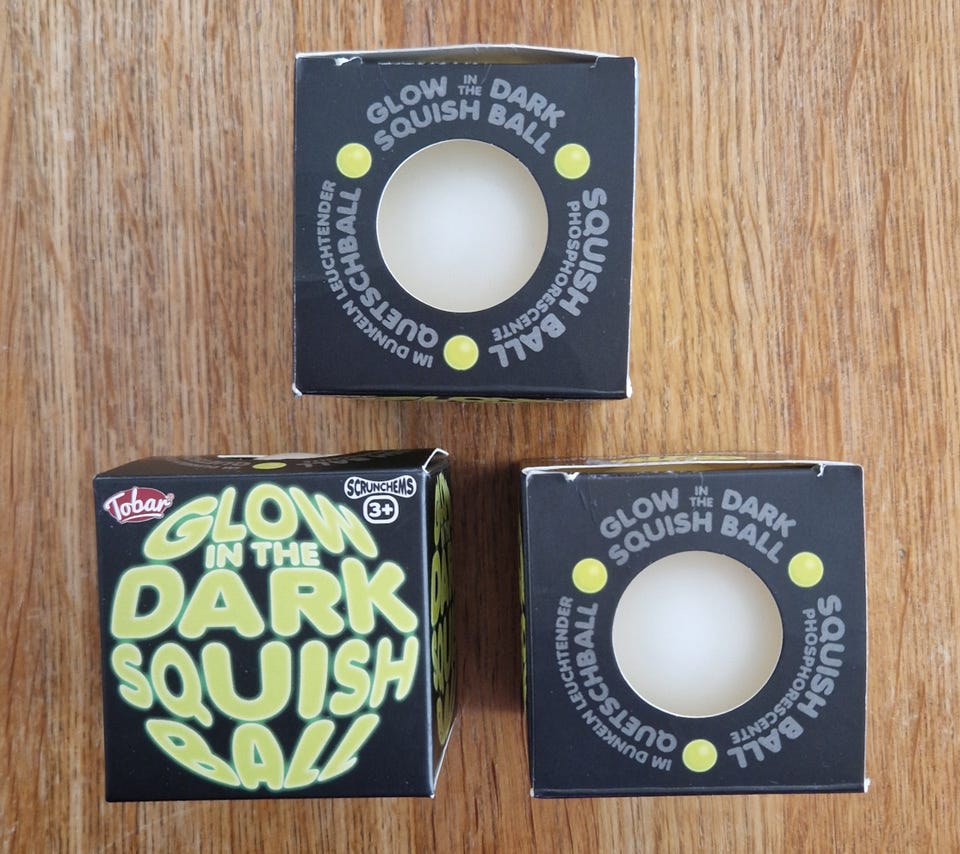 GLOW IN THE DARK
SQUISH BALL
SQUISH BALL
PHOSPHORESCENTE
IM DUNKELN LEUCHTENDER
QUETSCHBALL
Tobar®
SCRUNCHEMS
3+
GLOW
IN THE
DARK
SQUISH
BALL
GLOW IN THE DARK
SQUISH BALL
SQUISH BALL
PHOSPHORESCENTE
IM DUNKELN LEUCHTENDER
QUETSCHBALL